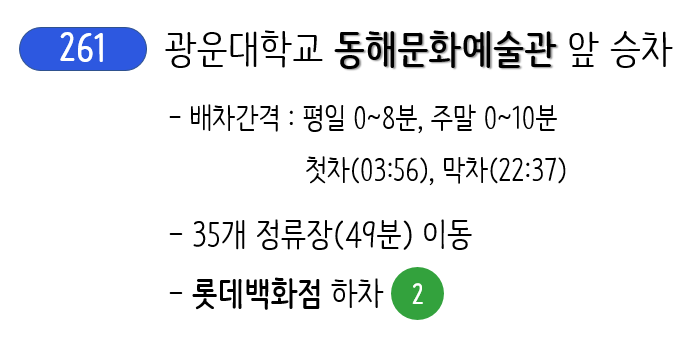 261 광운대학교 동해문화예술관 앞 승차
- 배차간격 : 평일 0~8분, 주말 0~10분
첫차(03:56), 막차(22:37)
- 35개 정류장(49분) 이동
- 롯데백화점 하차 2